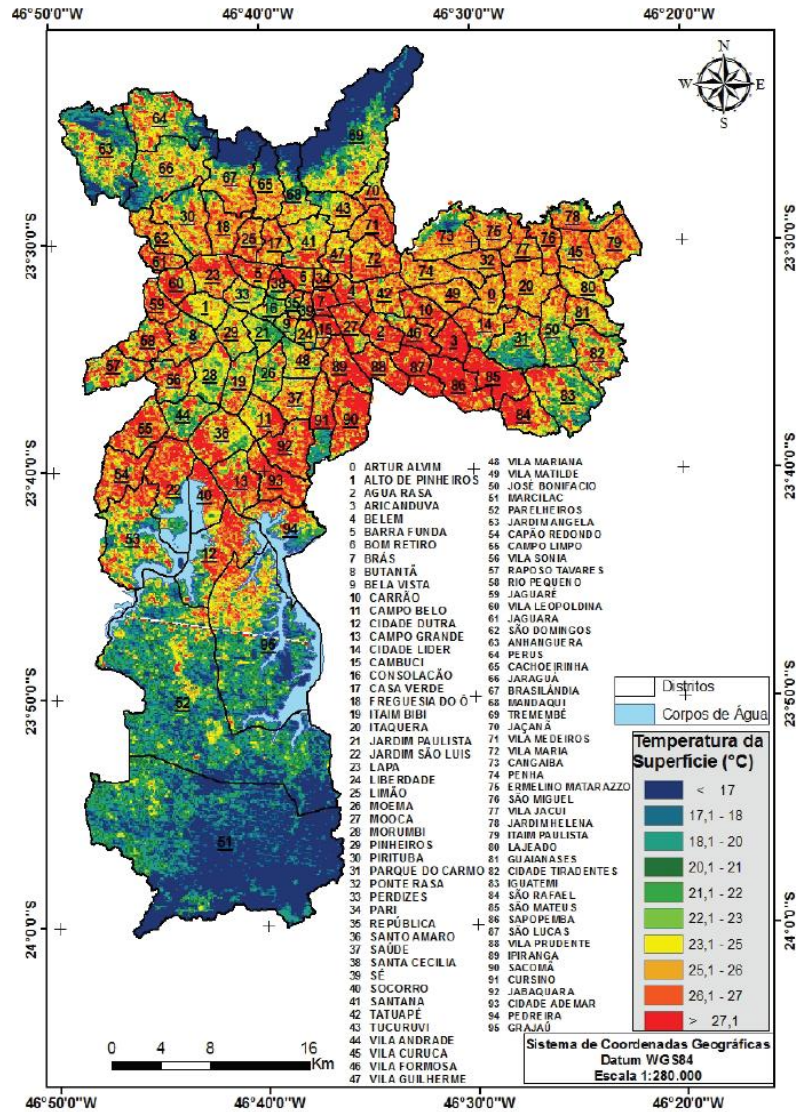 46°50'0"W 46°40'0"W 46°30'0"W 46°20'0"W
N
W E
S
23°30'0"S
23°40'0"S
23°50'0"S
24°0'0"S
0 ARTUR ALVIM
1 ALTO DE PINHEIROS
2 AGUA RASA
3 ARICANDUVA
4 BELEM
5 BARRA FUNDA
6 BOM RETIRO
7 BRÁS
8 BUTANTÃ
9 BELA VISTA
10 CARRÃO
11 CAMPO BELO
12 CIDADE DUTRA
13 CAMPO GRANDE
14 CIDADE LIDER
15 CAMBUCI
16 CONSOLAÇÃO
17 CASA VERDE
18 FREGUESIA DO Ô
19 ITAIM BIBI
20 ITAQUERA
21 JARDIM PAULISTA
22 JARDIM SÃO LUIS
23 LAPA
24 LIBERDADE
25 LIMÃO
26 MOEMA
27 MOOCA
28 MORUMBI
29 PINHEIROS
30 PIRITUBA
31 PARQUE DO CARMO
32 PONTE RASA
33 PERDIZES
34 PARI
35 REPÚBLICA
36 SANTO AMARO
37 SAÚDE
38 SANTA CECILIA
39 SÉ
40 SOCORRO
41 SANTANA
42 TATUAPÉ
43 TUCURUVI
44 VILA ANDRADE
45 VILA CURUCA
46 VILA FORMOSA
47 VILA GUILHERME
48 VILA MARIANA
49 VILA MATILDE
50 JOSÉ BONIFACIO
51 MARCILAC
52 PARELHEIROS
53 JARDIM ANGELA
54 CAPÃO REDONDO
55 CAMPO LIMPO
56 VILA SONIA
57 RAPOSO TAVARES
58 RIO PEQUENO
59 JAGUARÉ
60 VILA LEOPOLDINA
61 JAGUARA
62 SÃO DOMINGOS
63 ANHANGUERA
64 PERUS
65 CACHOEIRINHA
66 JARAGUÁ
67 BRASILÂNDIA
68 MANDAQUI
69 TREMEMBÉ
70 JAÇANÃ
71 VILA MEDEIROS
72 VILA MARIA
73 CANGAIBA
74 PENHA
75 ERMELINO MATARAZZO
76 SÃO MIGUEL
77 VILA JACUI
78 JARDIM HELENA
79 ITAIM PAULISTA
80 LAJEADO
81 GUAIANASES
82 CIDADE TIRADENTES
83 IGUATEMI
84 SÃO RAFAEL
85 SÃO MATEUS
86 SAPOPEMBA
87 SÃO LUCAS
88 VILA PRUDENTE
89 IPIRANGA
90 SACOMÃ
91 CURSINO
92 JABAQUARA
93 CIDADE ADEMAR
94 PEDREIRA
95 GRAJAÚ
Distritos
Corpos de Água
Temperatura da
Superfície (°C)
< 17
17,1 - 18
18,1 - 20
20,1 - 21
21,1 - 22
22,1 - 23
23,1 - 25
25,1 - 26
26,1 - 27
> 27,1
0 4 8 16
Km
Sistema de Coordenadas Geográficas
Datum WGS84
Escala 1:280.000
46°50'0"W 46°40'0"W 46°30'0"W 46°20'0"W